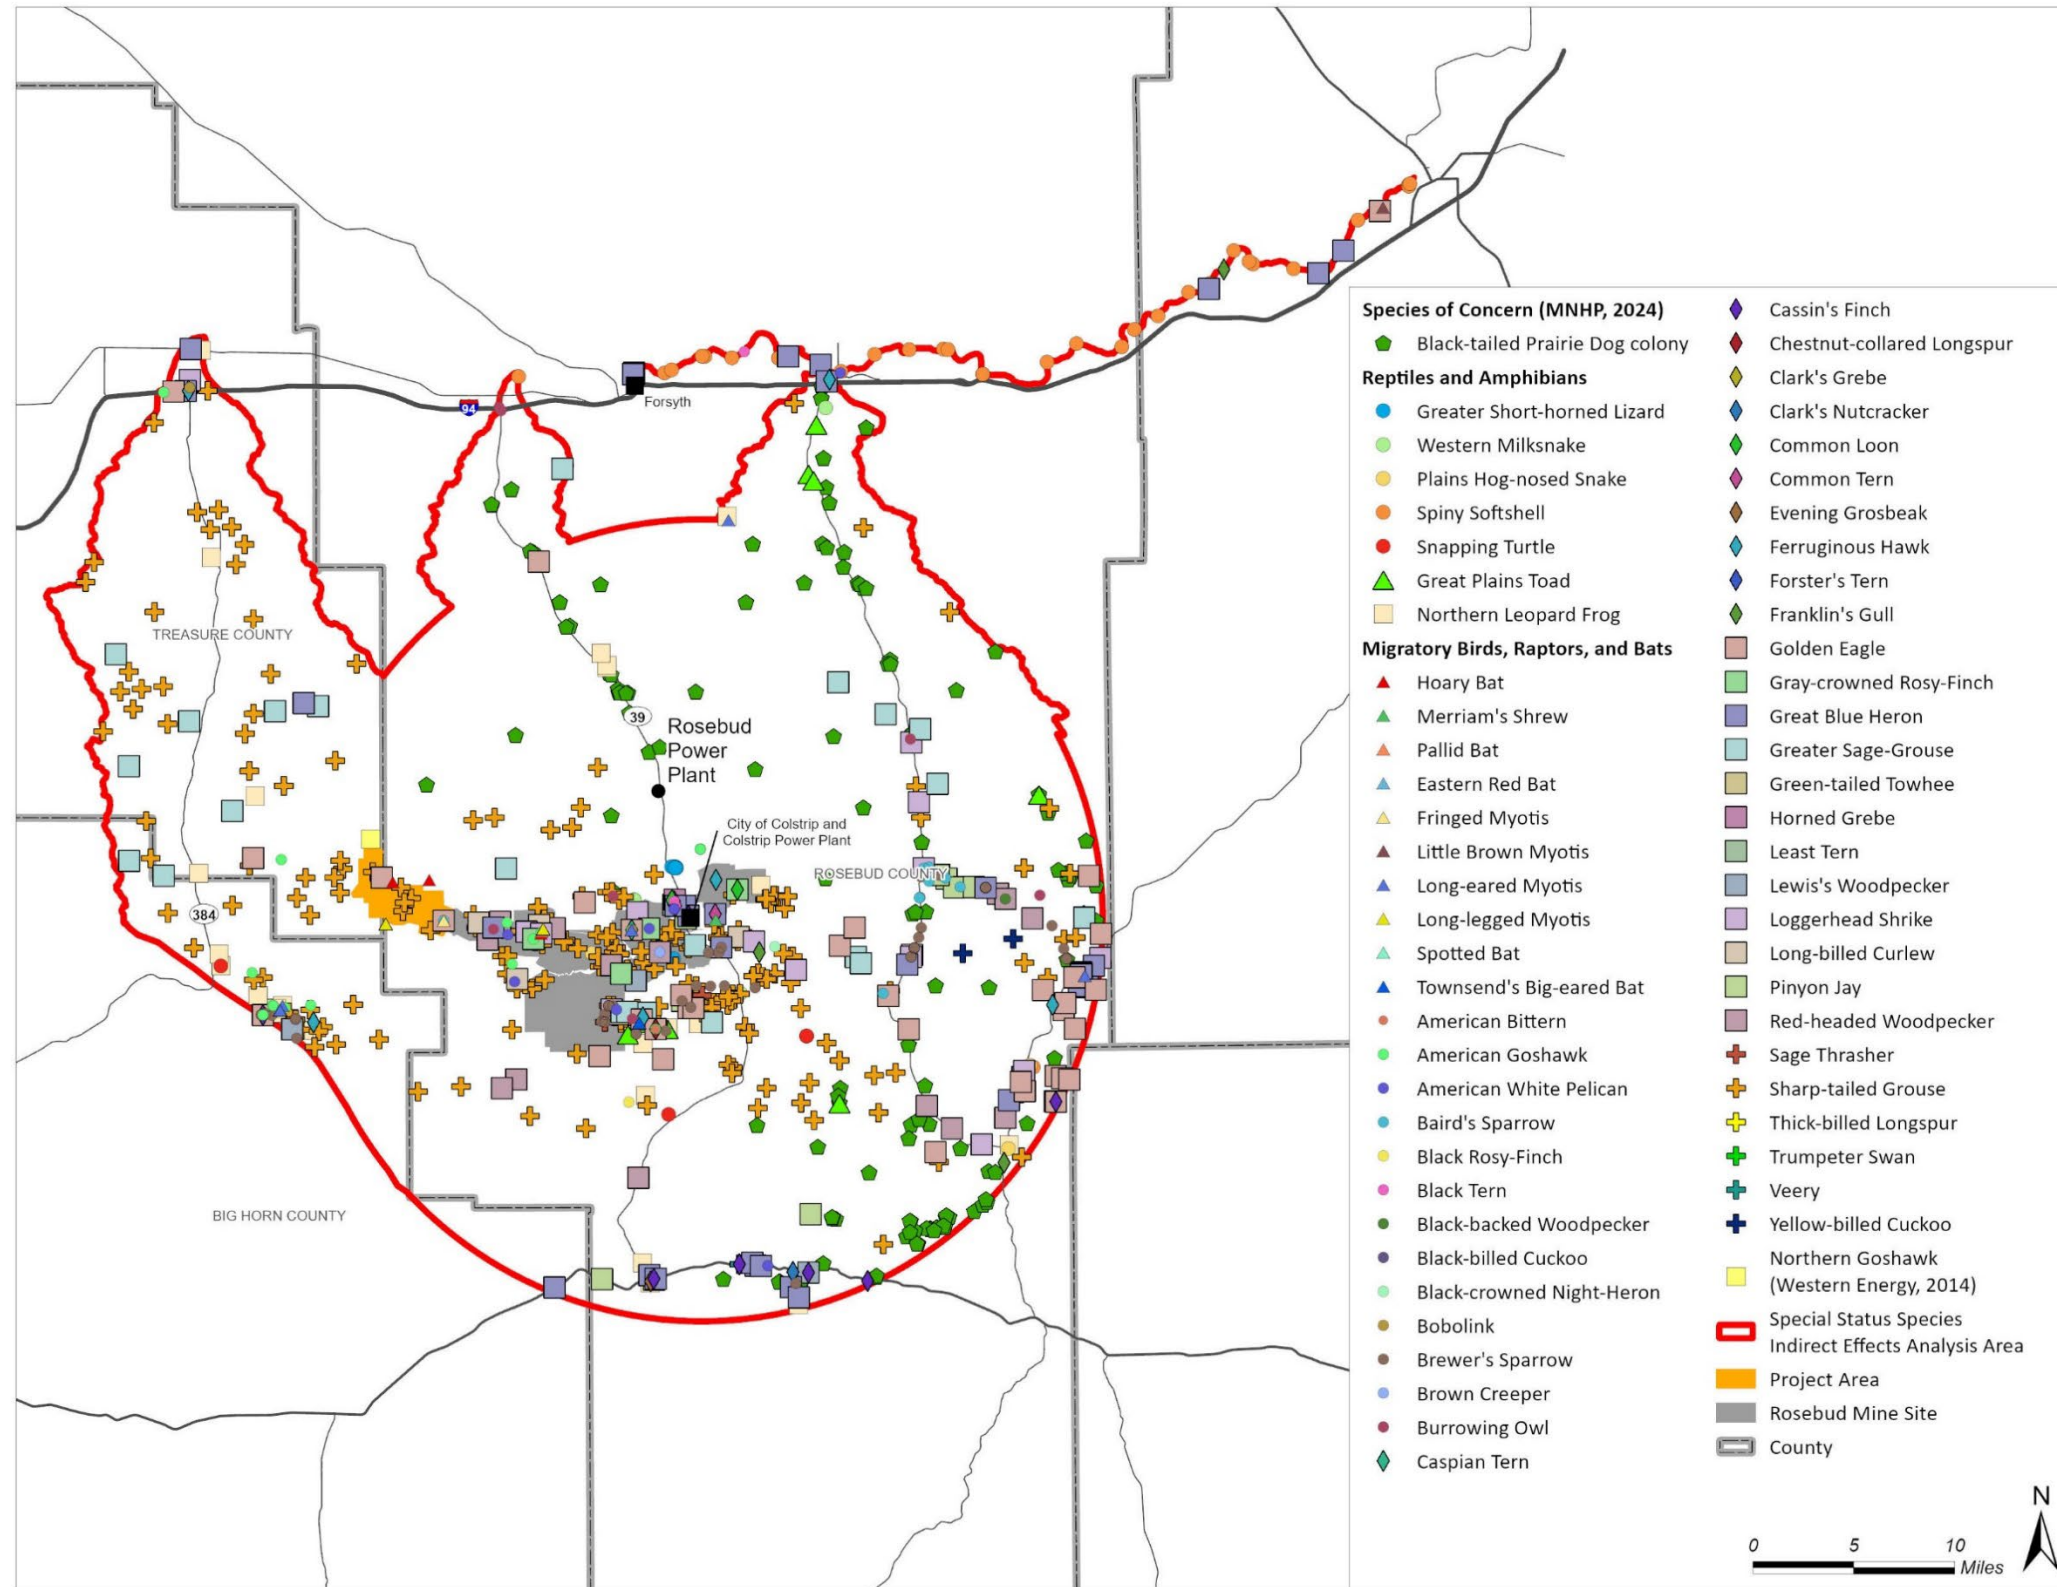 94
Forsyth
TREASURE COUNTY
39
Rosebud
Power
Plant
City of Colstrip and
Colstrip Power Plant
ROSEBUD COUNTY
384
BIG HORN COUNTY
Species of Concern (MNHP, 2024)
Black-tailed Prairie Dog colony
Reptiles and Amphibians
Greater Short-horned Lizard
Western Milksnake
Plains Hog-nosed Snake
Spiny Softshell
Snapping Turtle
Great Plains Toad
Northern Leopard Frog
Migratory Birds, Raptors, and Bats
Hoary Bat
Merriam's Shrew
Pallid Bat
Eastern Red Bat
Fringed Myotis
Little Brown Myotis
Long-eared Myotis
Long-legged Myotis
Spotted Bat
Townsend's Big-eared Bat
American Bittern
American Goshawk
American White Pelican
Baird's Sparrow
Black Rosy-Finch
Black Tern
Black-backed Woodpecker
Black-billed Cuckoo
Black-crowned Night-Heron
Bobolink
Brewer's Sparrow
Brown Creeper
Burrowing Owl
Caspian Tern
Cassin's Finch
Chestnut-collared Longspur
Clark's Grebe
Clark's Nutcracker
Common Loon
Common Tern
Evening Grosbeak
Ferruginous Hawk
Forster's Tern
Franklin's Gull
Golden Eagle
Gray-crowned Rosy-Finch
Great Blue Heron
Greater Sage-Grouse
Green-tailed Towhee
Horned Grebe
Least Tern
Lewis's Woodpecker
Loggerhead Shrike
Long-billed Curlew
Pinyon Jay
Red-headed Woodpecker
Sage Thrasher
Sharp-tailed Grouse
Thick-billed Longspur
Trumpeter Swan
Veery
Yellow-billed Cuckoo
Northern Goshawk
(Western Energy, 2014)
Special Status Species
Indirect Effects Analysis Area
Project Area
Rosebud Mine Site
County
N
0 5 10
Miles